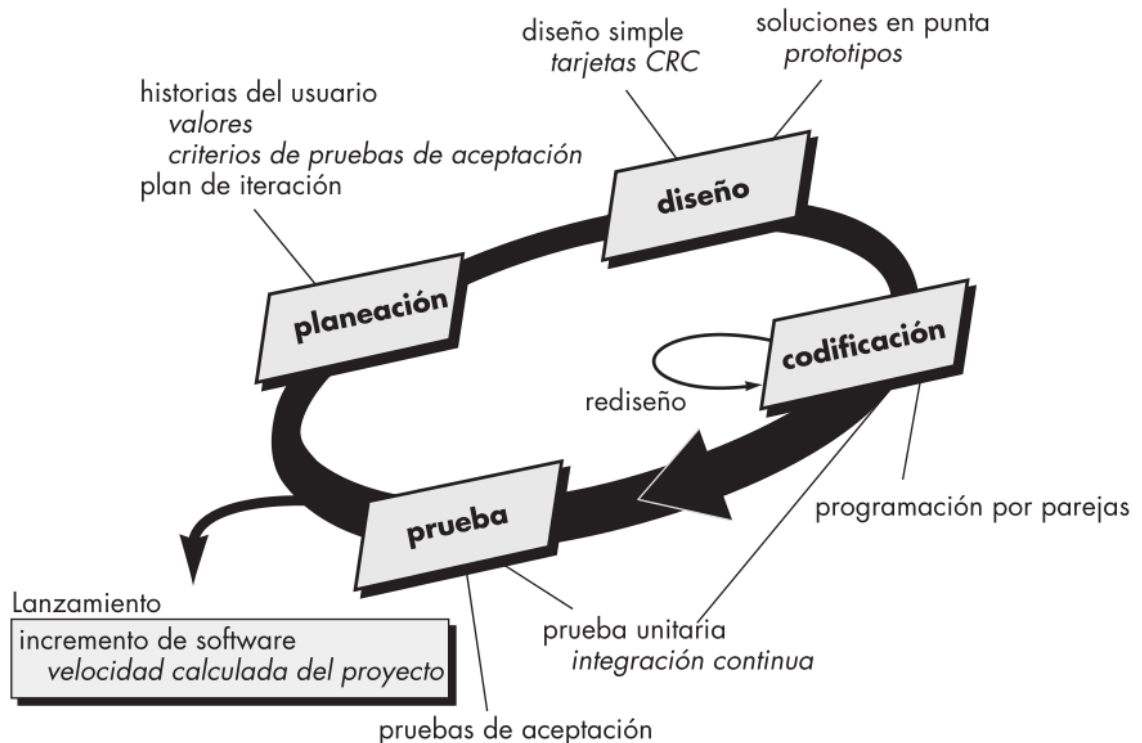 diseño simple
tarjetas CRC
soluciones en punta
prototipos
historias del usuario
valores
criterios de pruebas de aceptación
plan de iteración
diseño
planeación
codificación
rediseño
programación por parejas
prueba
Lanzamiento
incremento de software
velocidad calculada del proyecto
prueba unitaria
integración continua
pruebas de aceptación